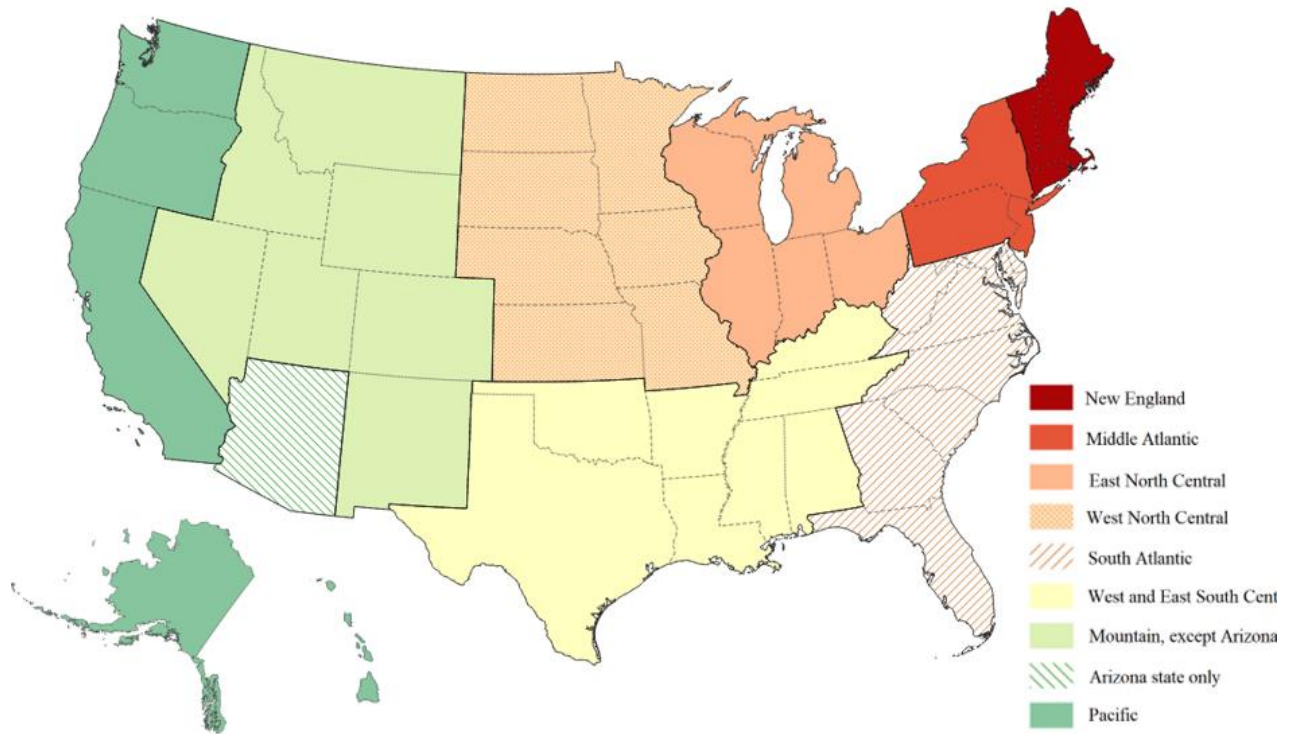 New England
Middle Atlantic
East North Central
West North Central
South Atlantic
West and East South Cent
Mountain, except Arizona
Arizona state only
Pacific